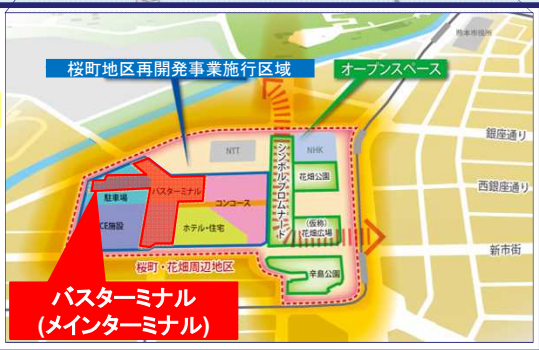 熊本市役所
桜町地区再開発事業施行区域
オープンスペース
銀座通り
NTT
NHK
シンボルプロムナード
花畑公園
西銀座通り
駐車場
バスターミナル
コンコース
CE施設
ホテル・住宅
(仮称)
花畑広場
新市街
桜町・花畑周辺地区
辛島公園
バスターミナル
(メインターミナル)